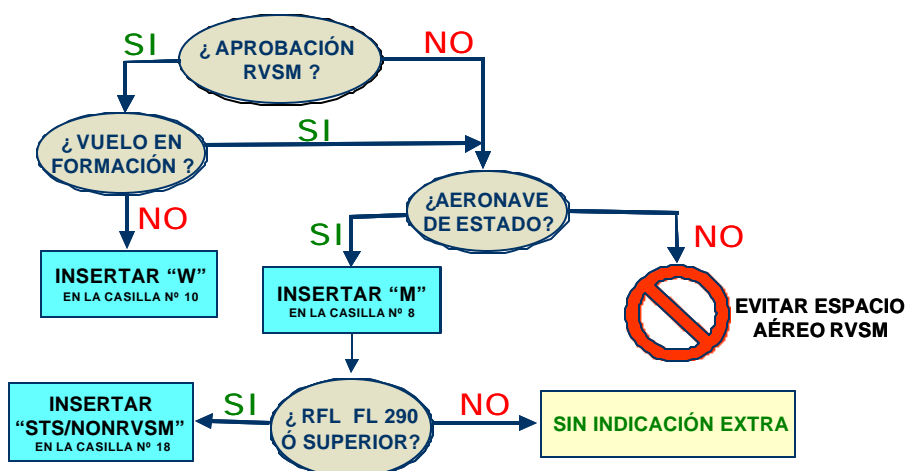 ¿ APROBACIÓN
RVSM ?
SI
NO
¿ VUELO EN
FORMACIÓN ?
SI
NO
¿AERONAVE
DE ESTADO?
SI
NO
INSERTAR “W”
EN LA CASILLA Nº 10
INSERTAR “M”
EN LA CASILLA Nº 8
EVITAR ESPACIO
AÉREO RVSM
¿ RFL FL 290
Ó SUPERIOR?
SI
NO
INSERTAR
“STS/NONRVSM”
EN LA CASILLA Nº 18
SIN INDICACIÓN EXTRA